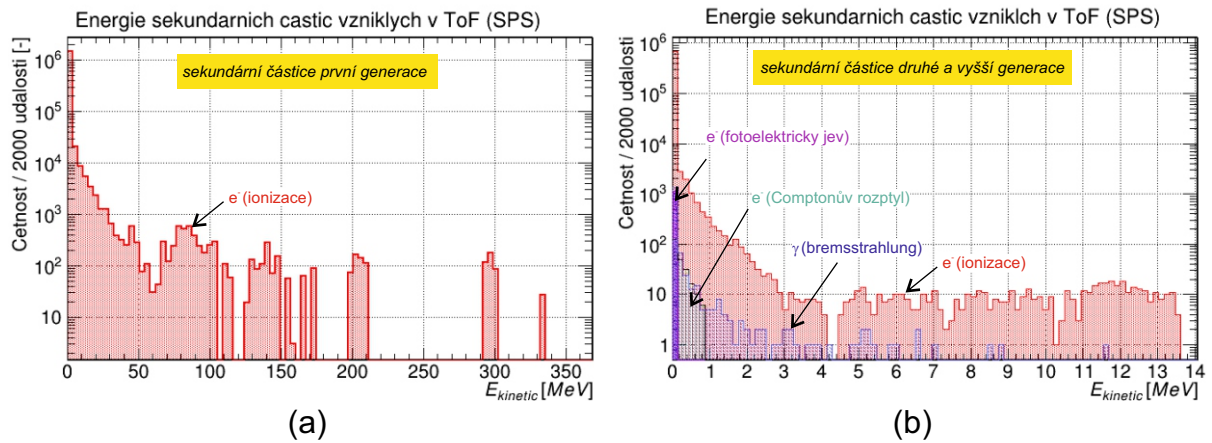 Energie sekundarnich castic vzniklych v ToF (SPS)
sekundární částice první generace
Cetnost / 2000 udalosti [-]
10⁶
10⁵
10⁴
10³
10²
10
1
e⁻(ionizace)
0 50 100 150 200 250 300 350
E_kinetic [MeV]
(a)
Energie sekundarnich castic vzniklch v ToF (SPS)
sekundární částice druhé a vyšší generace
Cetnost / 2000 udalosti
10⁶
10⁵
10⁴
10³
10²
10
1
e⁻(fotoelektricky jev)
e⁻(Comptonův rozptyl)
γ(bremsstrahlung)
e⁻(ionizace)
0 1 2 3 4 5 6 7 8 9 10 11 12 13 14
E_kinetic [MeV]
(b)